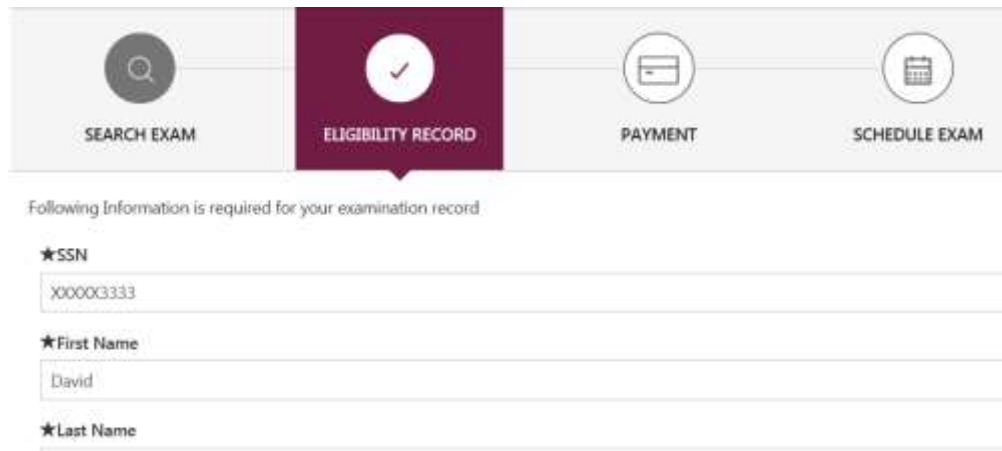 SEARCH EXAM ELIGIBILITY RECORD PAYMENT SCHEDULE EXAM
Following Information is required for your examination record
★SSN
XXXXX3333
★First Name
David
★Last Name